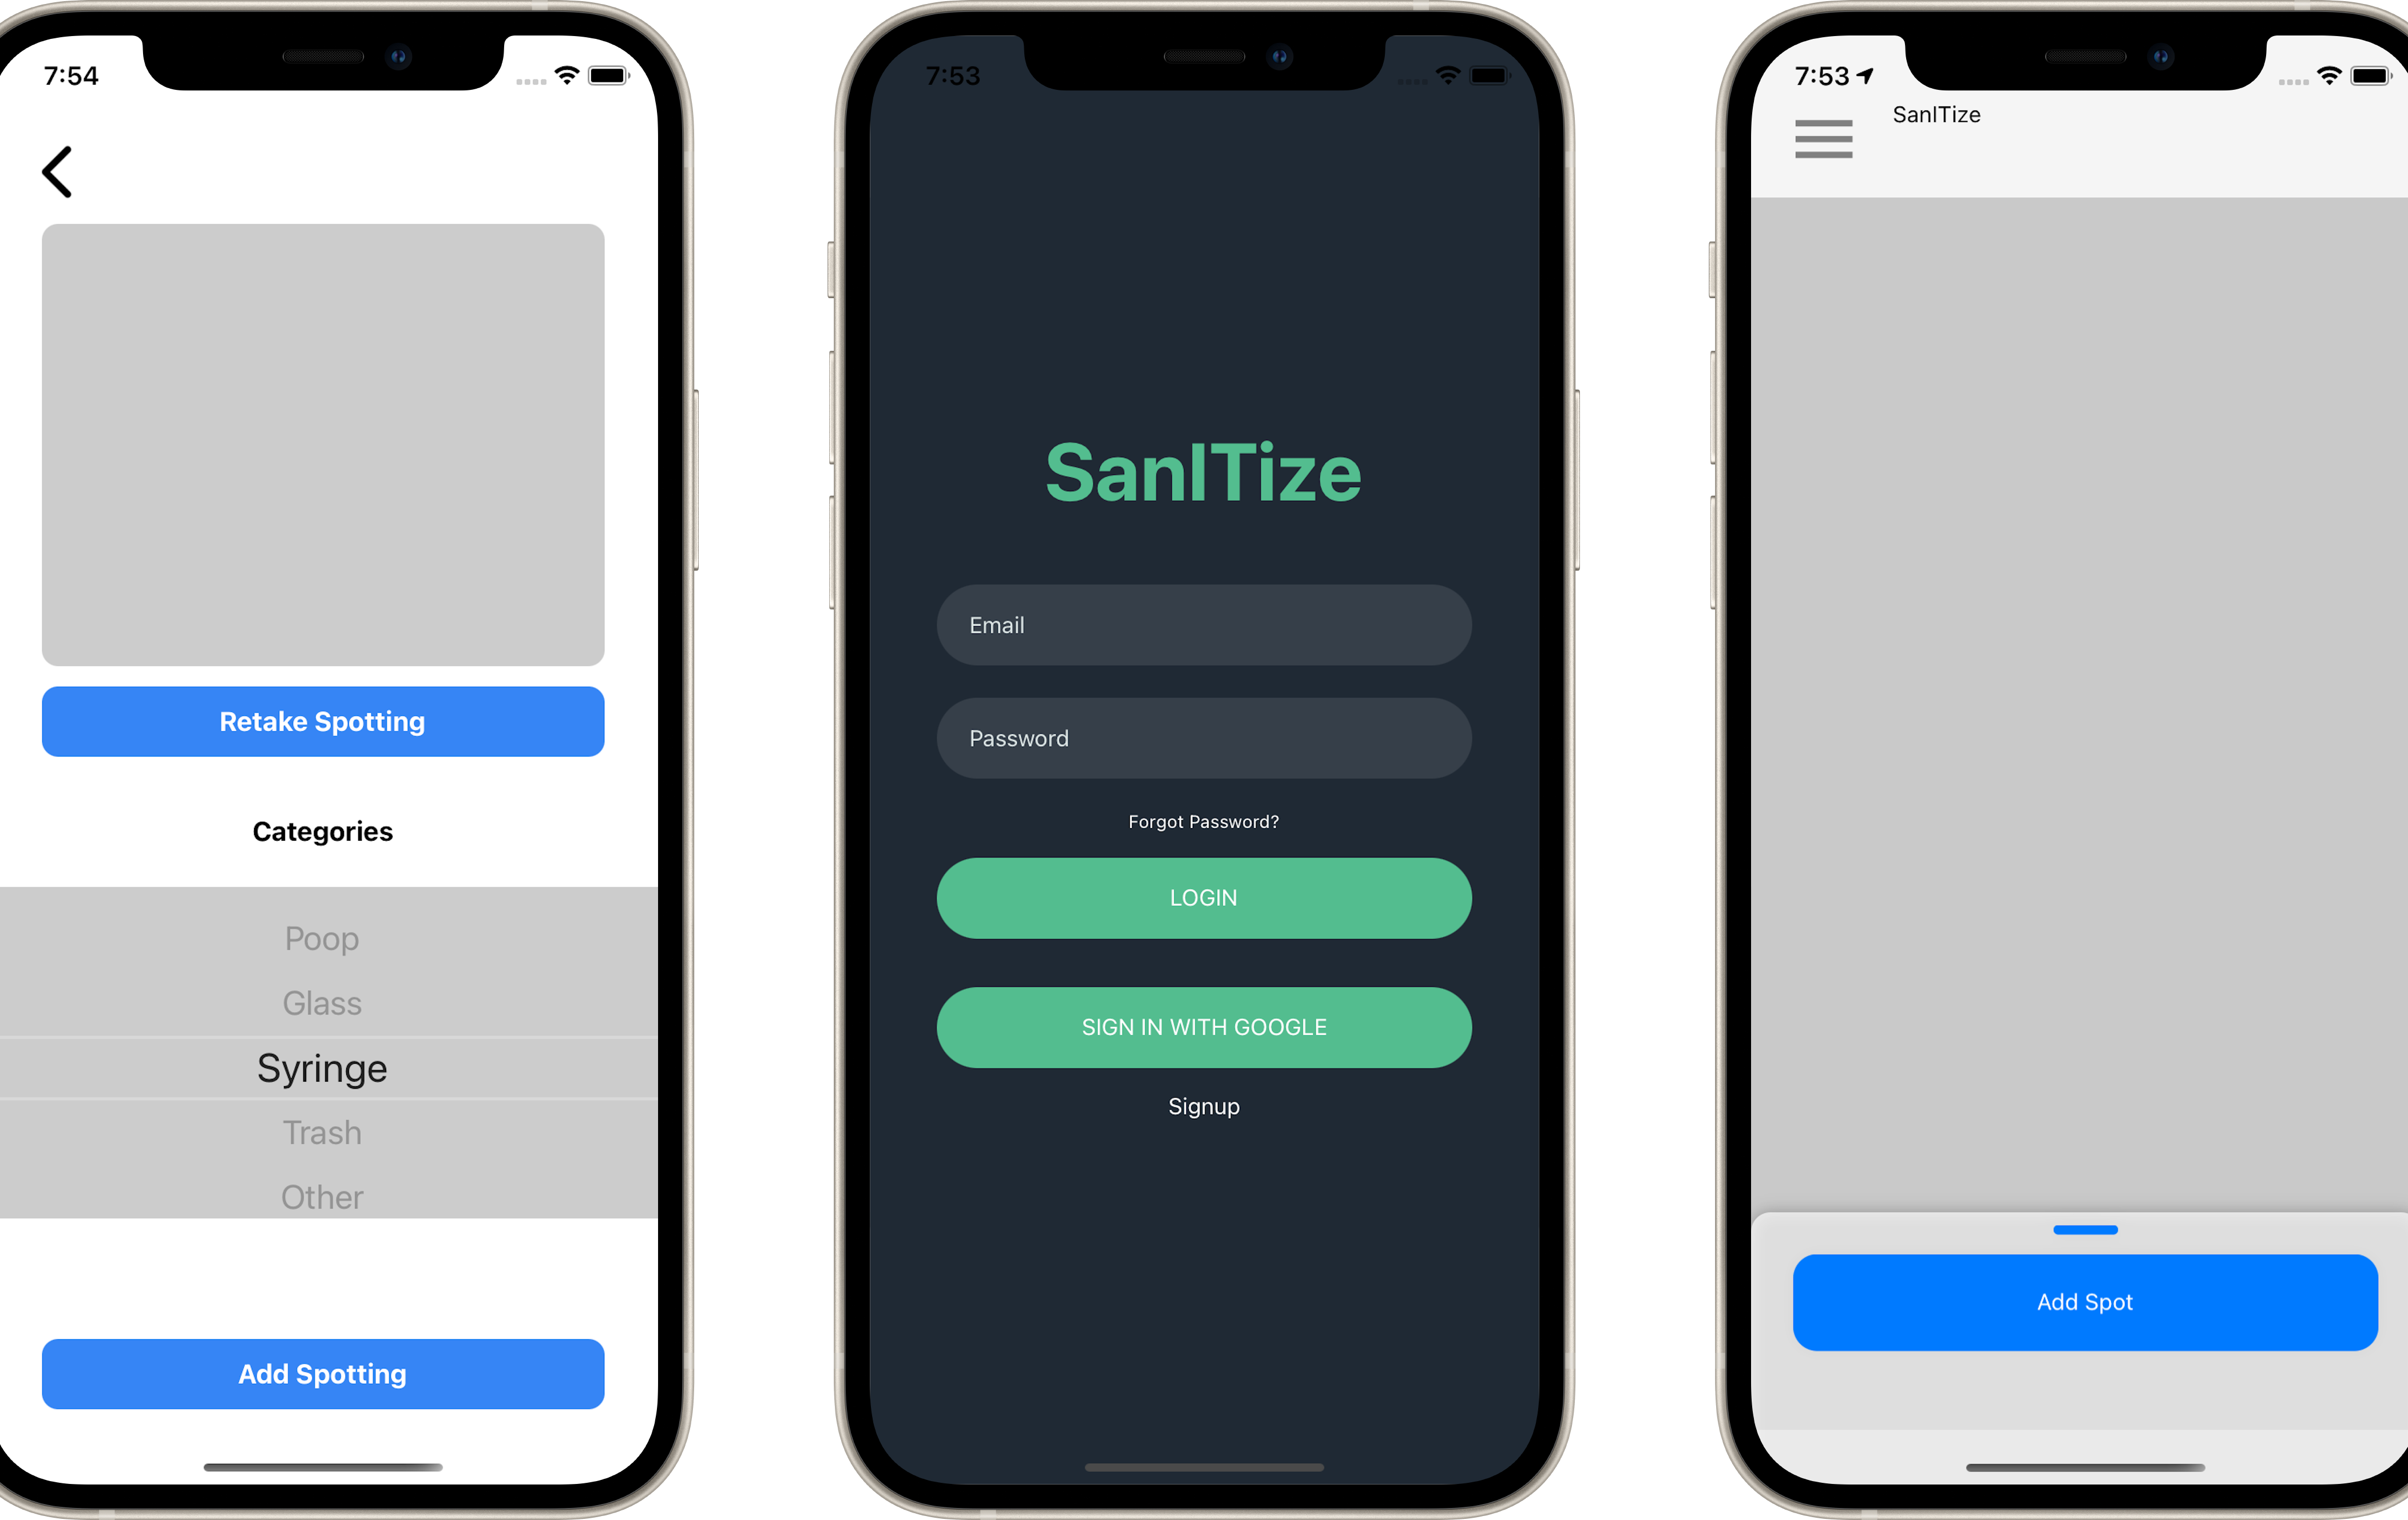 7:54
Retake Spotting
Categories
Poop
Glass
Syringe
Trash
Other
Add Spotting
7:53
SanITize
Email
Password
Forgot Password?
LOGIN
SIGN IN WITH GOOGLE
Signup
7:53
SanITize
Add Spot